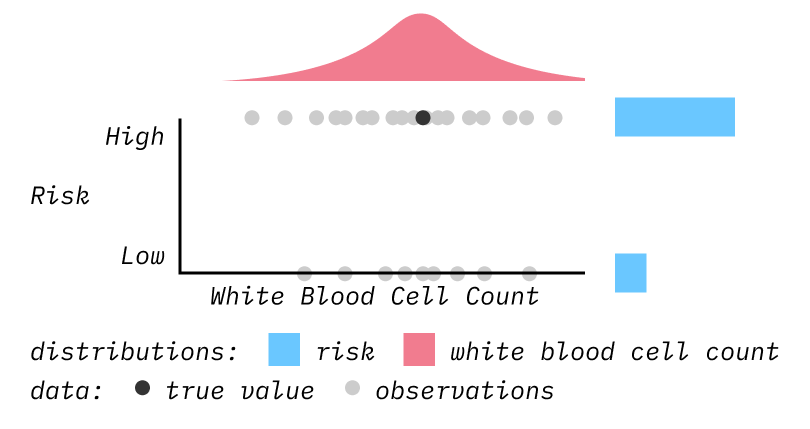 High
Risk
Low
White Blood Cell Count
distributions: risk white blood cell count
data: true value observations